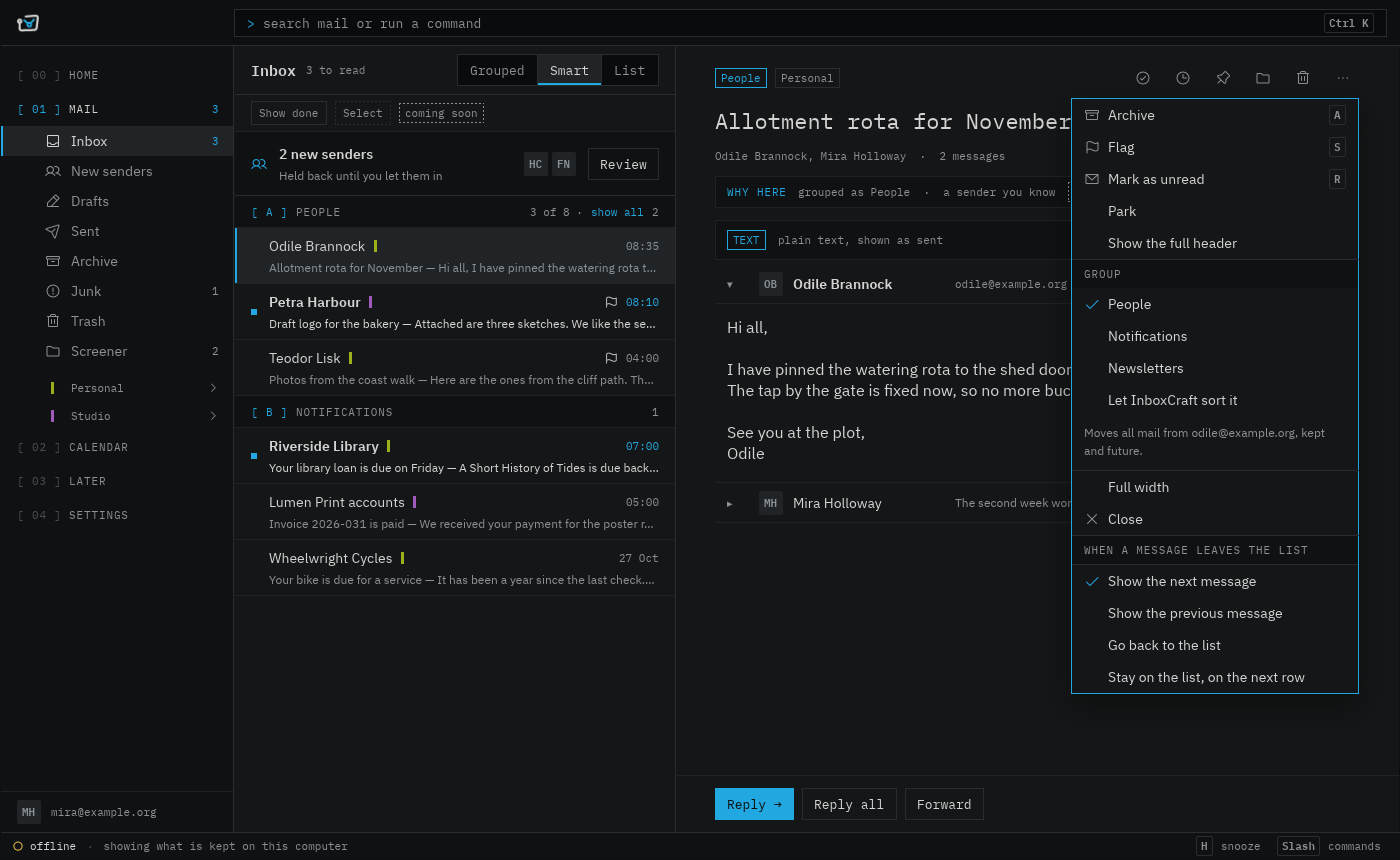 > search mail or run a command
Ctrl K
[ 00 ] HOME
[ 01 ] MAIL 3
Inbox 3
New senders
Drafts
Sent
Archive
Junk 1
Trash
Screener 2
Personal
Studio
[ 02 ] CALENDAR
[ 03 ] LATER
[ 04 ] SETTINGS
MH mira@example.org
Inbox 3 to read
Grouped Smart List
Show done Select coming soon
2 new senders
Held back until you let them in
HC FN Review
[ A ] PEOPLE 3 of 8 · show all 2
Odile Brannock 08:35
Allotment rota for November — Hi all, I have pinned the watering rota t…
Petra Harbour 08:10
Draft logo for the bakery — Attached are three sketches. We like the se…
Teodor Lisk 04:00
Photos from the coast walk — Here are the ones from the cliff path. Th…
[ B ] NOTIFICATIONS 1
Riverside Library 07:00
Your library loan is due on Friday — A Short History of Tides is due back…
Lumen Print accounts 05:00
Invoice 2026-031 is paid — We received your payment for the poster r…
Wheelwright Cycles 27 Oct
Your bike is due for a service — It has been a year since the last check.…
People Personal
Allotment rota for November
Odile Brannock, Mira Holloway · 2 messages
WHY HERE grouped as People · a sender you know
TEXT plain text, shown as sent
▾ OB Odile Brannock odile@example.org
Hi all,
I have pinned the watering rota to the shed door
The tap by the gate is fixed now, so no more buc
See you at the plot,
Odile
▸ MH Mira Holloway The second week wor
Reply → Reply all Forward
Archive A
Flag S
Mark as unread R
Park
Show the full header
GROUP
People
Notifications
Newsletters
Let InboxCraft sort it
Moves all mail from odile@example.org, kept
and future.
Full width
Close
WHEN A MESSAGE LEAVES THE LIST
Show the next message
Show the previous message
Go back to the list
Stay on the list, on the next row
offline · showing what is kept on this computer
H snooze Slash commands